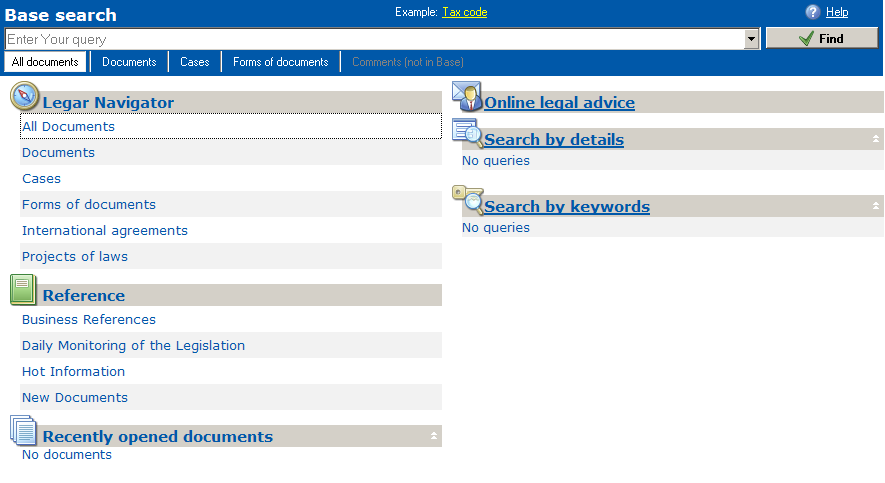 Base search
Example: Tax code
Help
Enter Your query
Find
All documents
Documents
Cases
Forms of documents
Comments (not in Base)
Legar Navigator
All Documents
Documents
Cases
Forms of documents
International agreements
Projects of laws
Reference
Business References
Daily Monitoring of the Legislation
Hot Information
New Documents
Recently opened documents
No documents
Online legal advice
Search by details
No queries
Search by keywords
No queries